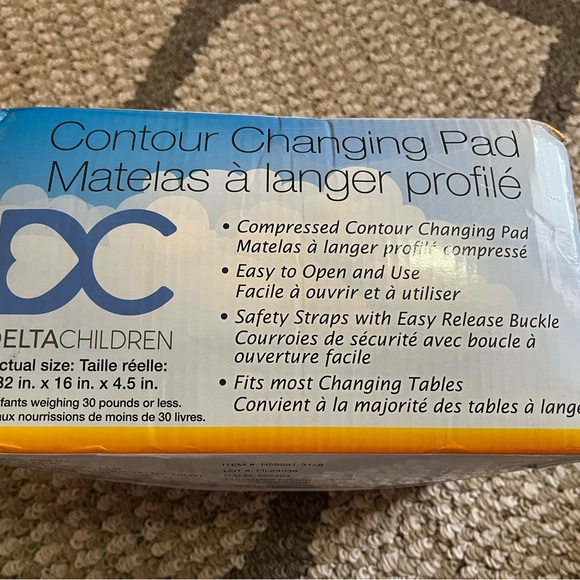 Contour Changing Pad
Matelas à langer profilé
DC
DELTACHILDREN
ctual size: Taille réelle:
32 in. x 16 in. x 4.5 in.
fants weighing 30 pounds or less.
aux nourrissions de moins de 30 livres.
• Compressed Contour Changing Pad
Matelas à langer profilé compressé
• Easy to Open and Use
Facile à ouvrir et à utiliser
• Safety Straps with Easy Release Buckle
Courroies de sécurité avec boucle à
ouverture facile
• Fits most Changing Tables
Convient à la majorité des tables à lange
ITEM #:
LOT #: